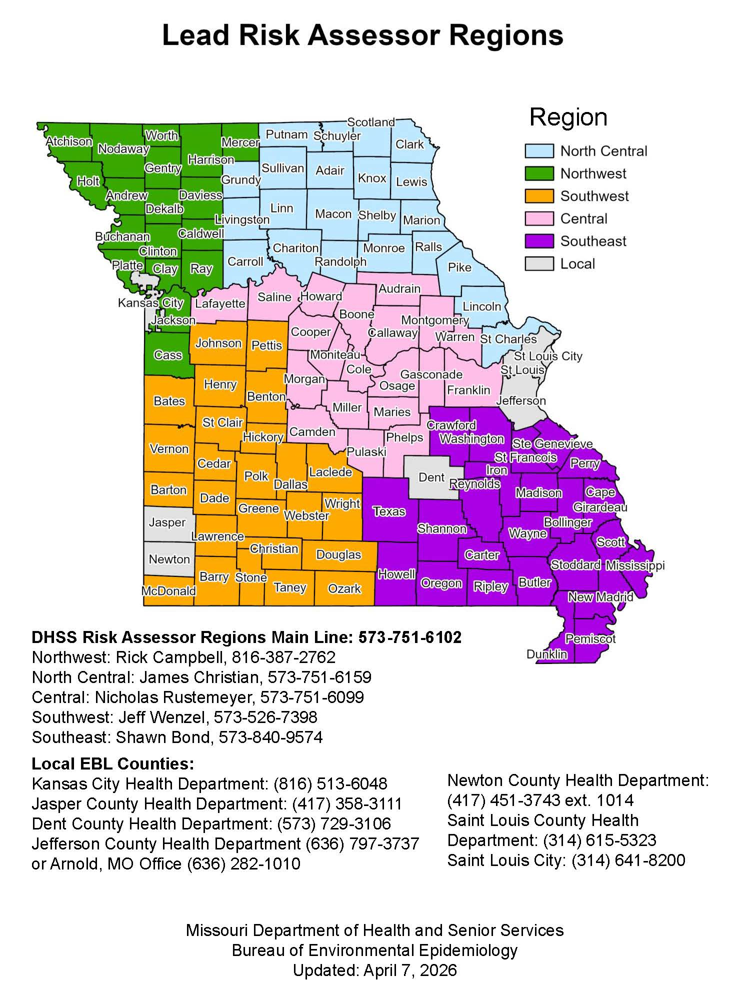 Lead Risk Assessor Regions
Region
North Central
Northwest
Southwest
Central
Southeast
Local
Scotland
Atchison
Nodaway
Worth
Mercer
Putnam
Schuyler
Clark
Harrison
Gentry
Sullivan
Adair
Knox
Lewis
Holt
Grundy
Andrew
Daviess
Dekalb
Linn
Macon
Shelby
Marion
Livingston
Buchanan
Caldwell
Clinton
Chariton
Monroe
Ralls
Randolph
Carroll
Platte
Clay
Ray
Pike
Audrain
Saline
Howard
Kansas City
Lafayette
Lincoln
Jackson
Boone
Montgomery
Cooper
Callaway
Warren
St Charles
Johnson
Pettis
Cass
Moniteau
St Louis City
Cole
St Louis
Gasconade
Morgan
Osage
Franklin
Henry
Benton
Bates
Jefferson
Miller
Maries
St Clair
Crawford
Camden
Hickory
Phelps
Washington
Ste Genevieve
Vernon
Pulaski
St Francois
Cedar
Perry
Iron
Laclede
Polk
Dent
Dallas
Reynolds
Barton
Dade
Madison
Cape
Girardeau
Wright
Greene
Webster
Texas
Jasper
Bollinger
Shannon
Wayne
Lawrence
Scott
Christian
Douglas
Carter
Newton
Stoddard
Mississippi
Howell
Barry
Stone
Oregon
Ripley
Butler
Taney
Ozark
McDonald
New Madrid
Pemiscot
Dunklin
DHSS Risk Assessor Regions Main Line: 573-751-6102
Northwest: Rick Campbell, 816-387-2762
North Central: James Christian, 573-751-6159
Central: Nicholas Rustemeyer, 573-751-6099
Southwest: Jeff Wenzel, 573-526-7398
Southeast: Shawn Bond, 573-840-9574
Local EBL Counties:
Kansas City Health Department: (816) 513-6048
Jasper County Health Department: (417) 358-3111
Dent County Health Department: (573) 729-3106
Jefferson County Health Department (636) 797-3737
or Arnold, MO Office (636) 282-1010
Newton County Health Department:
(417) 451-3743 ext. 1014
Saint Louis County Health
Department: (314) 615-5323
Saint Louis City: (314) 641-8200
Missouri Department of Health and Senior Services
Bureau of Environmental Epidemiology
Updated: April 7, 2026